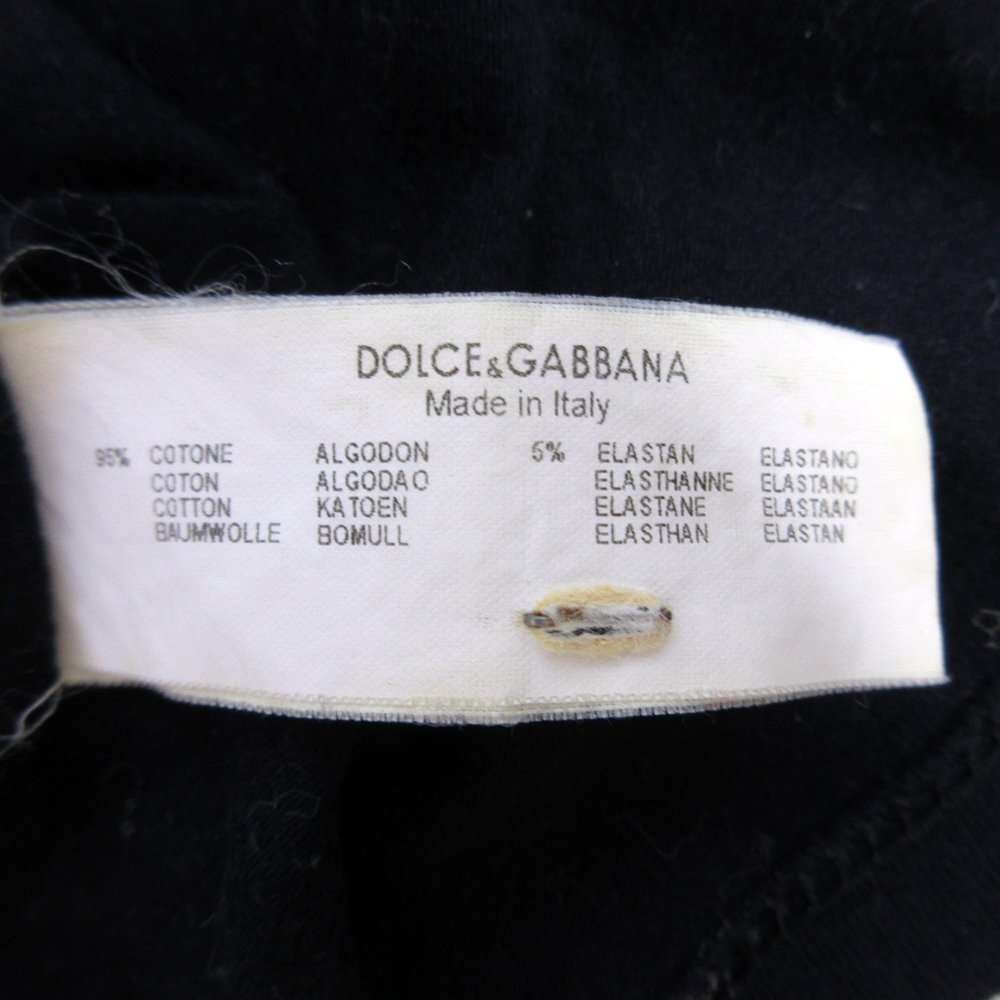 DOLCE&GABBANA
Made in Italy
95% COTONE ALGODON 5% ELASTAN ELASTANO
COTON ALGODAO ELASTHANNE ELASTANO
COTTON KATOEN ELASTANE ELASTAAN
BAUMWOLLE BOMULL ELASTHAN ELASTAN